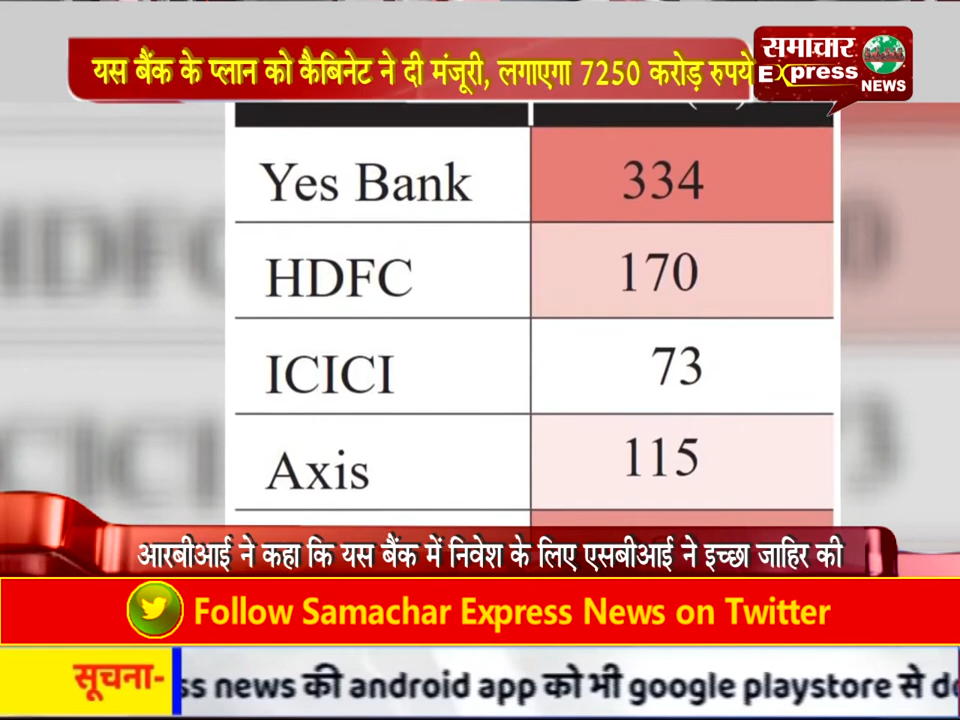 यस बैंक के प्लान को कैबिनेट ने दी मंजूरी, लगाएगा 7250 करोड़ रुपये
समाचार
Express
NEWS
Yes Bank 334
HDFC 170
ICICI 73
Axis 115
आरबीआई ने कहा कि यस बैंक में निवेश के लिए एसबीआई ने इच्छा जाहिर की
Follow Samachar Express News on Twitter
सूचना- ss news की android app को भी google playstore से